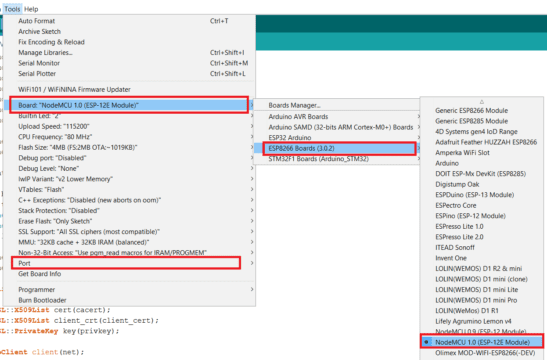 Tools Help
Auto Format Ctrl+T
Archive Sketch
Fix Encoding & Reload
Manage Libraries... Ctrl+Shift+I
Serial Monitor Ctrl+Shift+M
Serial Plotter Ctrl+Shift+L
WiFi101 / WiFiNINA Firmware Updater
Board: "NodeMCU 1.0 (ESP-12E Module)"
Builtin Led: "2"
Upload Speed: "115200"
CPU Frequency: "80 MHz"
Flash Size: "4MB (FS:2MB OTA:~1019KB)"
Debug port: "Disabled"
Debug Level: "None"
lwIP Variant: "v2 Lower Memory"
VTables: "Flash"
C++ Exceptions: "Disabled (new aborts on oom)"
Stack Protection: "Disabled"
Erase Flash: "Only Sketch"
SSL Support: "All SSL ciphers (most compatible)"
MMU: "32KB cache + 32KB IRAM (balanced)"
Non-32-Bit Access: "Use pgm_read macros for IRAM/PROGMEM"
Port
Get Board Info
Programmer
Burn Bootloader
Boards Manager...
Arduino AVR Boards
Arduino SAMD (32-bits ARM Cortex-M0+) Boards
ESP32 Arduino
ESP8266 Boards (3.0.2)
STM32F1 Boards (Arduino_STM32)
Generic ESP8266 Module
Generic ESP8285 Module
4D Systems gen4 IoD Range
Adafruit Feather HUZZAH ESP8266
Amperka WiFi Slot
Arduino
DOIT ESP-Mx DevKit (ESP8285)
Digistump Oak
ESPDuino (ESP-13 Module)
ESPectro Core
ESPino (ESP-12 Module)
ESPresso Lite 1.0
ESPresso Lite 2.0
ITEAD Sonoff
Invent One
LOLIN(WEMOS) D1 R2 & mini
LOLIN(WEMOS) D1 mini (clone)
LOLIN(WEMOS) D1 mini Lite
LOLIN(WEMOS) D1 mini Pro
LOLIN(WeMos) D1 R1
Lifely Agrumino Lemon v4
NodeMCU 0.9 (ESP-12 Module)
NodeMCU 1.0 (ESP-12E Module)
Olimex MOD-WIFI-ESP8266(-DEV)
L::X509List cert(cacert);
SL::X509List client_crt(client_cert);
SL::PrivateKey key(privkey);
oClient client(net);